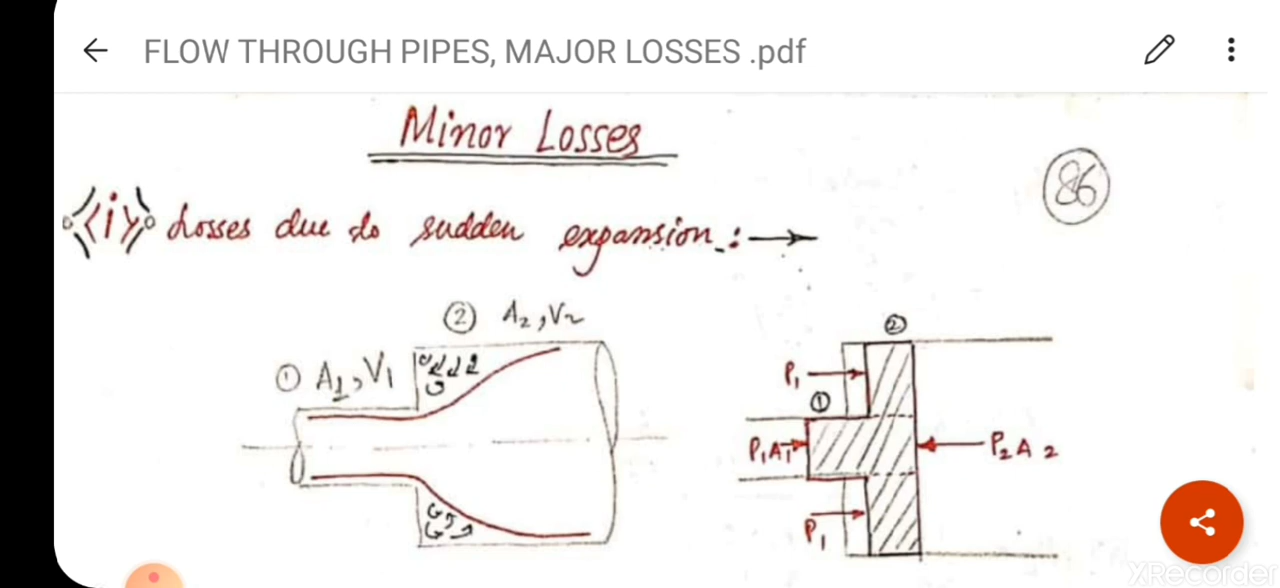 FLOW THROUGH PIPES, MAJOR LOSSES .pdf
Minor Losses
86
<i> Losses due to sudden expansion :→
② A₂, V₂
① A₁, V₁
②
P₁
①
P₁A₁
P₂A₂
P₁
XRecorder